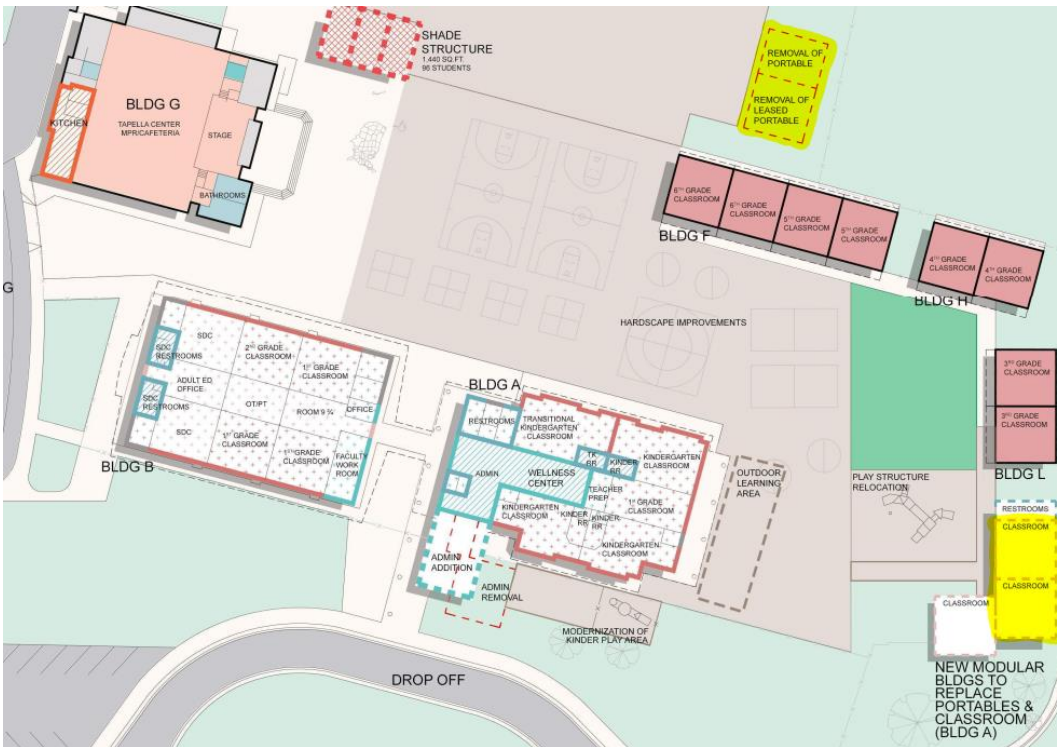 SHADE
STRUCTURE
1,440 SQ.FT.
96 STUDENTS
REMOVAL OF
PORTABLE
REMOVAL OF
LEASED
PORTABLE
BLDG G
TAPELLA CENTER
MPR/CAFETERIA
KITCHEN
STAGE
BATHROOMS
6TH GRADE
CLASSROOM
6TH GRADE
CLASSROOM
5TH GRADE
CLASSROOM
5TH GRADE
CLASSROOM
BLDG F
4TH GRADE
CLASSROOM
4TH GRADE
CLASSROOM
BLDG H
G
HARDSCAPE IMPROVEMENTS
SDC
SDC
RESTROOMS
2ND GRADE
CLASSROOM
1ST GRADE
CLASSROOM
ADULT ED
OFFICE
OT/PT
ROOM 9 ¾
OFFICE
SDC
RESTROOMS
SDC
1ST GRADE
CLASSROOM
1ST GRADE
CLASSROOM
FACULTY
WORK
ROOM
BLDG B
BLDG A
RESTROOMS
TRANSITIONAL
KINDERGARTEN
CLASSROOM
TK
RR
KINDER
RR
KINDERGARTEN
CLASSROOM
ADMIN
WELLNESS
CENTER
TEACHER
PREP
1ST GRADE
CLASSROOM
KINDERGARTEN
CLASSROOM
KINDER
RR
KINDER
RR
KINDERGARTEN
CLASSROOM
ADMIN
ADDITION
ADMIN
REMOVAL
OUTDOOR
LEARNING
AREA
3RD GRADE
CLASSROOM
3RD GRADE
CLASSROOM
BLDG L
PLAY STRUCTURE
RELOCATION
RESTROOMS
CLASSROOM
CLASSROOM
CLASSROOM
MODERNIZATION OF
KINDER PLAY AREA
DROP OFF
NEW MODULAR
BLDGS TO
REPLACE
PORTABLES &
CLASSROOM
(BLDG A)